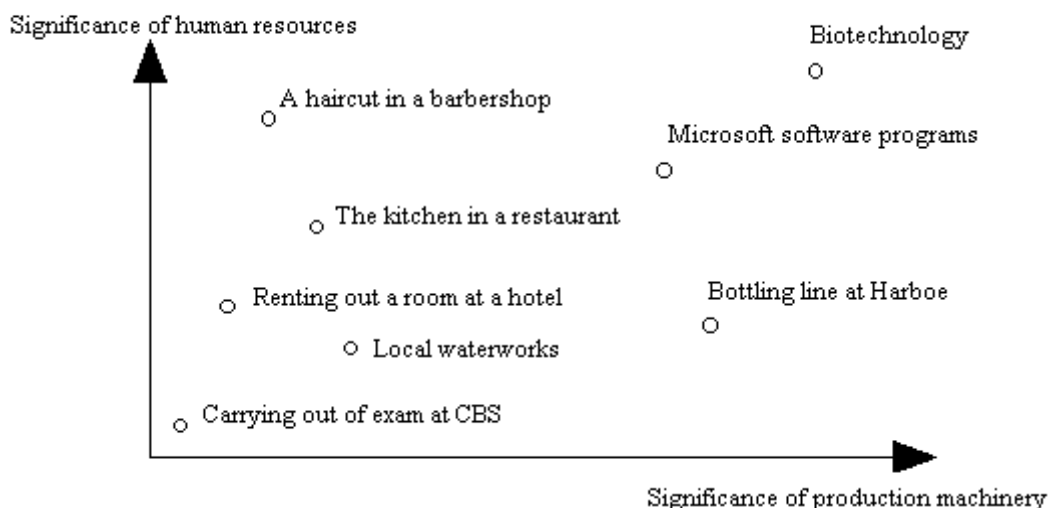 Significance of human resources
Biotechnology
A haircut in a barbershop
Microsoft software programs
The kitchen in a restaurant
Renting out a room at a hotel
Bottling line at Harboe
Local waterworks
Carrying out of exam at CBS
Significance of production machinery